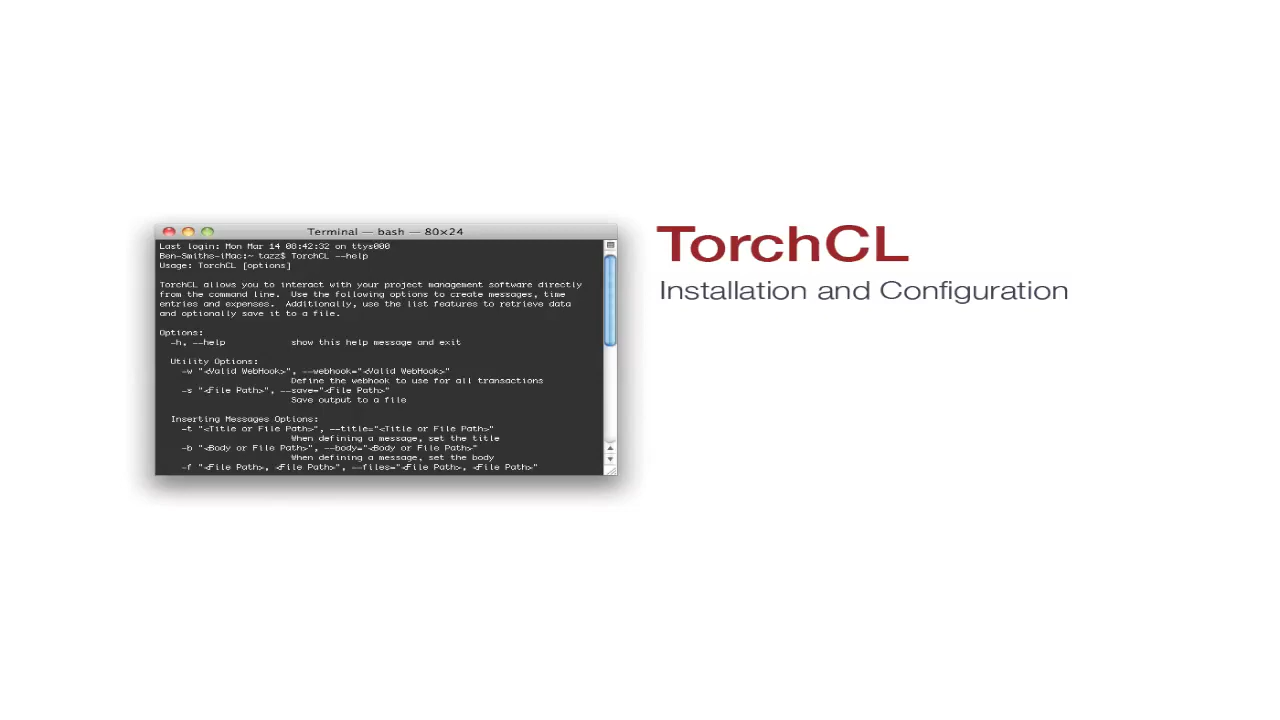 Terminal — bash — 80×24
Last login: Mon Mar 14 08:42:32 on ttys000
Ben-Smiths-iMac:~ tazz$ TorchCL --help
Usage: TorchCL [options]
TorchCL allows you to interact with your project management software directly
from the command line.  Use the following options to create messages, time
entries and expenses.  Additionally, use the list features to retrieve data
and optionally save it to a file.
Options:
-h, --help            show this help message and exit
Utility Options:
-w "<Valid WebHook>", --webhook="<Valid WebHook>"
Define the webhook to use for all transactions
-s "<File Path>", --save="<File Path>"
Save output to a file
Inserting Messages Options:
-t "<Title or File Path>", --title="<Title or File Path>"
When defining a message, set the title
-b "<Body or File Path>", --body="<Body or File Path>"
When defining a message, set the body
-f "<File Path>, <File Path>", --files="<File Path>, <File Path>"
TorchCL
Installation and Configuration